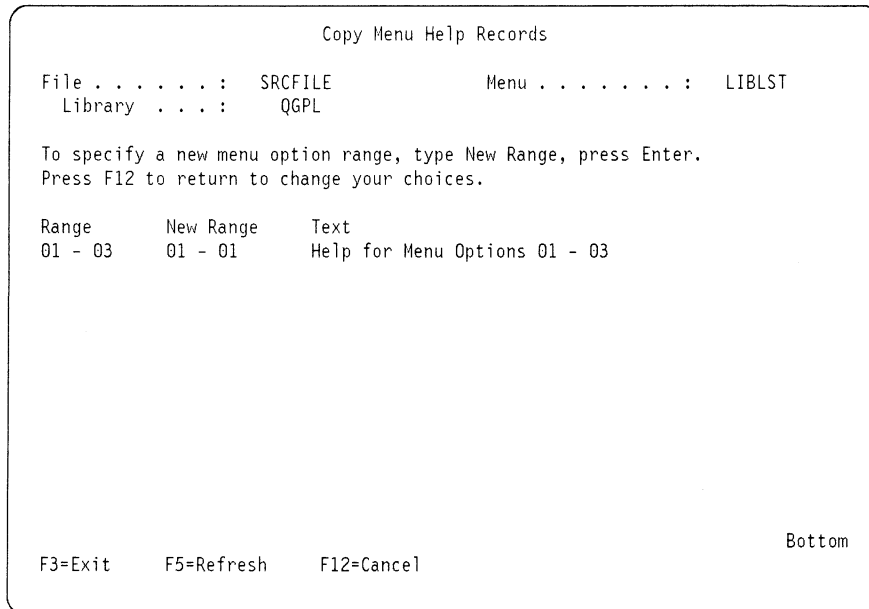 Copy Menu Help Records
File . . . . . . :   SRCFILE                Menu . . . . . . . :   LIBLST
  Library  . . . :     QGPL
To specify a new menu option range, type New Range, press Enter.
Press F12 to return to change your choices.
Range        New Range      Text
01 - 03      01 - 01        Help for Menu Options 01 - 03
Bottom
F3=Exit      F5=Refresh      F12=Cancel